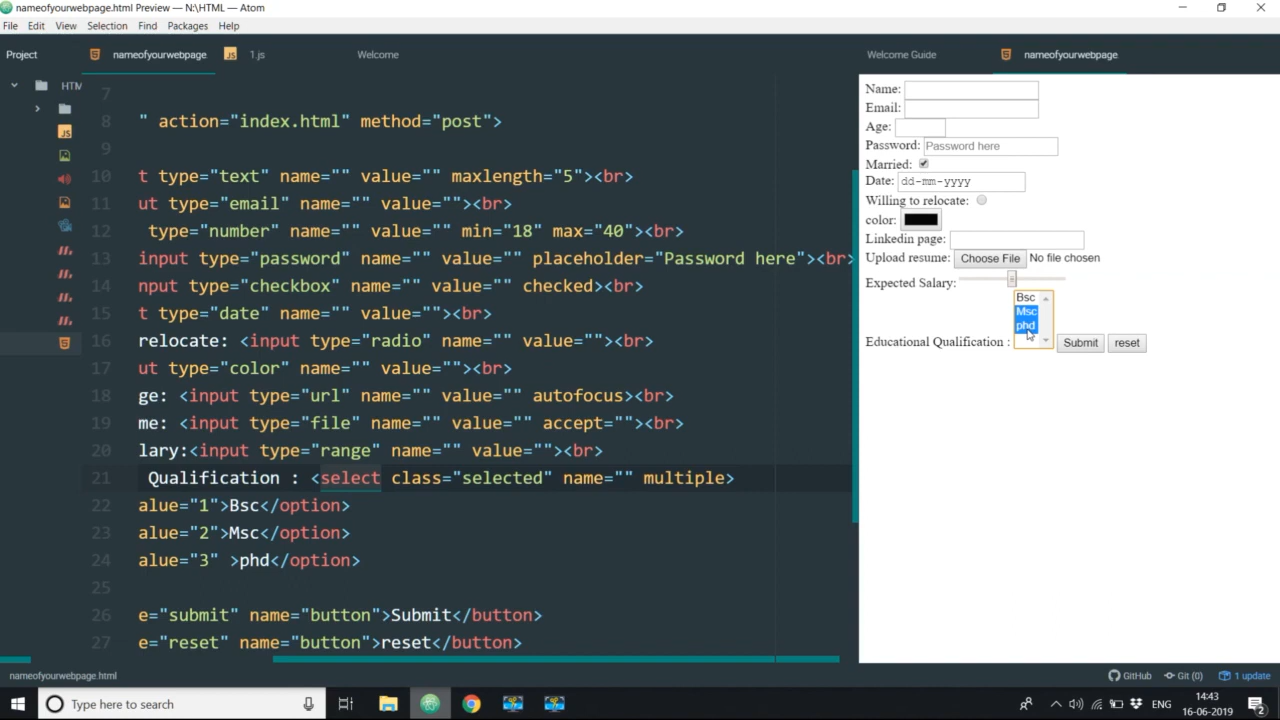 nameofyourwebpage.html Preview — N:\HTML — Atom
File Edit View Selection Find Packages Help
Project nameofyourwebpage 1.js Welcome Welcome Guide nameofyourwebpage
HTM
JS
7
8 " action="index.html" method="post">
9
10 t type="text" name="" value="" maxlength="5"><br>
11 ut type="email" name="" value=""><br>
12 type="number" name="" value="" min="18" max="40"><br>
13 input type="password" name="" value="" placeholder="Password here"><br>
14 nput type="checkbox" name="" value="" checked><br>
15 t type="date" name="" value=""><br>
16 relocate: <input type="radio" name="" value=""><br>
17 ut type="color" name="" value=""><br>
18 ge: <input type="url" name="" value="" autofocus><br>
19 me: <input type="file" name="" value="" accept=""><br>
20 lary:<input type="range" name="" value=""><br>
21 Qualification : <select class="selected" name="" multiple>
22 alue="1">Bsc</option>
23 alue="2">Msc</option>
24 alue="3" >phd</option>
25
26 e="submit" name="button">Submit</button>
27 e="reset" name="button">reset</button>
Name:
Email:
Age:
Password: Password here
Married:
Date: dd-mm-yyyy
Willing to relocate:
color:
Linkedin page:
Upload resume: Choose File No file chosen
Expected Salary:
Bsc
Msc
phd
Educational Qualification : Submit reset
nameofyourwebpage.html GitHub Git (0) 1 update
Type here to search ENG 14:43
16-06-2019 2